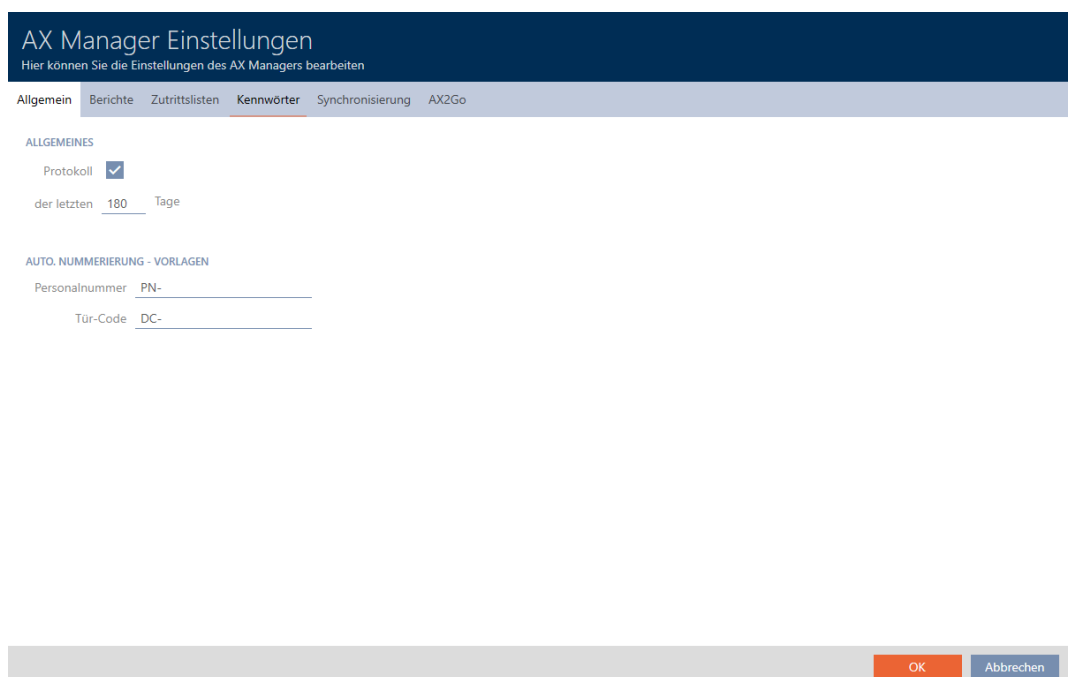 AX Manager Einstellungen
Hier können Sie die Einstellungen des AX Managers bearbeiten
Allgemein Berichte Zutrittslisten Kennwörter Synchronisierung AX2Go
ALLGEMEINES
Protokoll
der letzten 180 Tage
AUTO. NUMMERIERUNG - VORLAGEN
Personalnummer PN-
Tür-Code DC-
OK Abbrechen